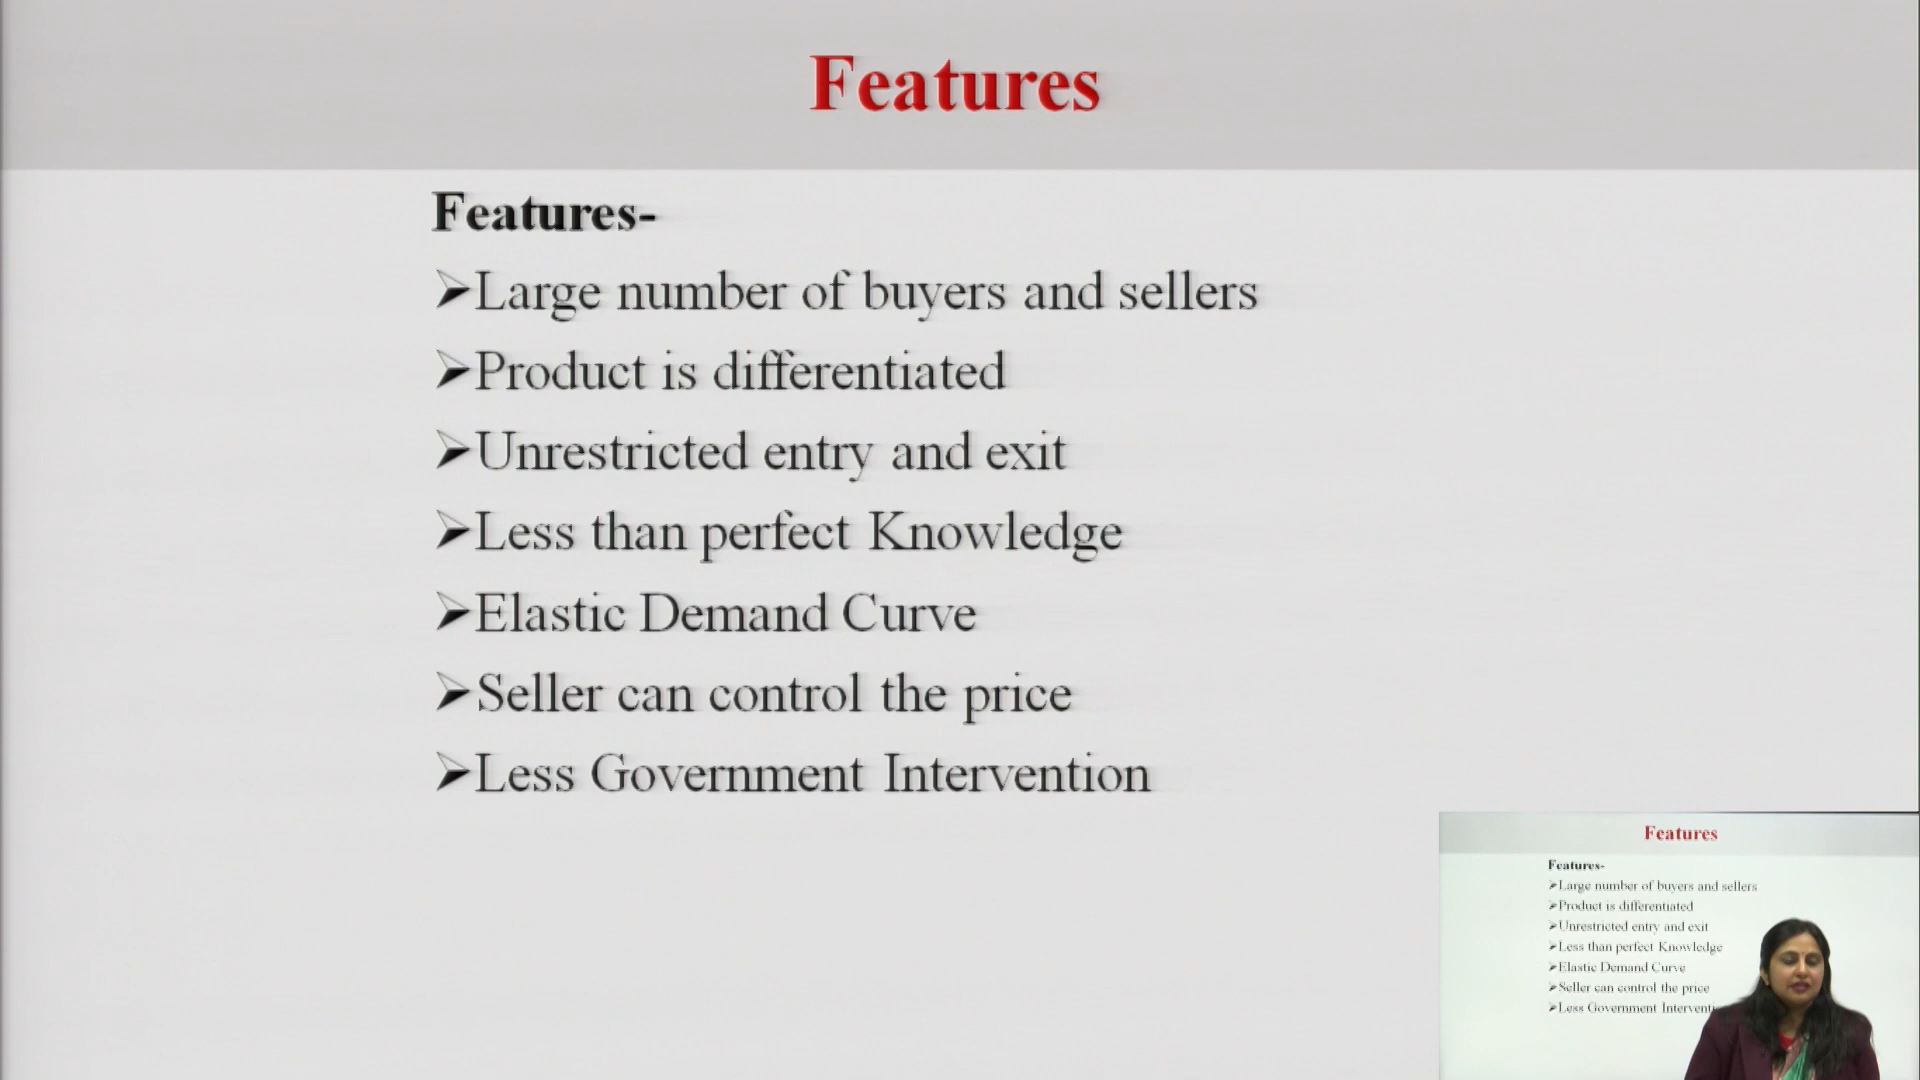 Features
Features-
➢Large number of buyers and sellers
➢Product is differentiated
➢Unrestricted entry and exit
➢Less than perfect Knowledge
➢Elastic Demand Curve
➢Seller can control the price
➢Less Government Intervention
Features
Features-
➢Large number of buyers and sellers
➢Product is differentiated
➢Unrestricted entry and exit
➢Less than perfect Knowledge
➢Elastic Demand Curve
➢Seller can control the price
➢Less Government Interventi